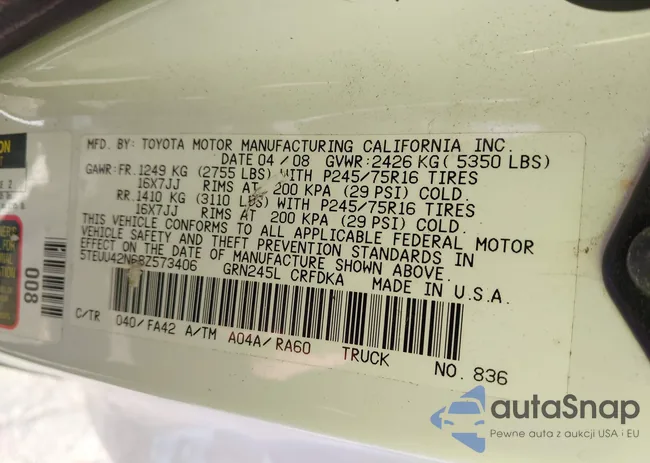 MFD. BY: TOYOTA MOTOR MANUFACTURING CALIFORNIA INC.
DATE 04/08 GVWR:2426 KG( 5350 LBS)
GAWR:FR.1249 KG (2755 LBS) WITH P245/75R16 TIRES
16X7JJ RIMS AT 200 KPA (29 PSI) COLD.
RR.1410 KG (3110 LBS) WITH P245/75R16 TIRES
16X7JJ RIMS AT 200 KPA (29 PSI) COLD.
THIS VEHICLE CONFORMS TO ALL APPLICABLE FEDERAL MOTOR
VEHICLE SAFETY AND THEFT PREVENTION STANDARDS IN
EFFECT ON THE DATE OF MANUFACTURE SHOWN ABOVE.
5TEUU42N68Z573406 GRN245L CRFDKA MADE IN U.S.A.
C/TR 040/FA42 A/TM A04A/RA60 TRUCK NO. 836
008
autaSnap
Pewne auta z aukcji USA i EU